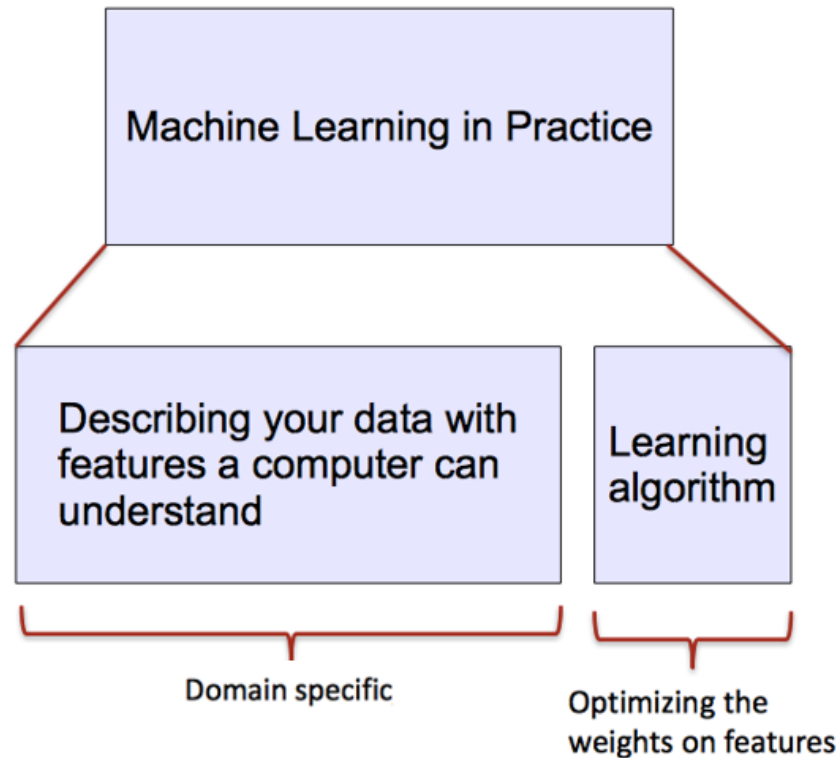 Machine Learning in Practice
Describing your data with
features a computer can
understand
Learning
algorithm
Domain specific
Optimizing the
weights on features